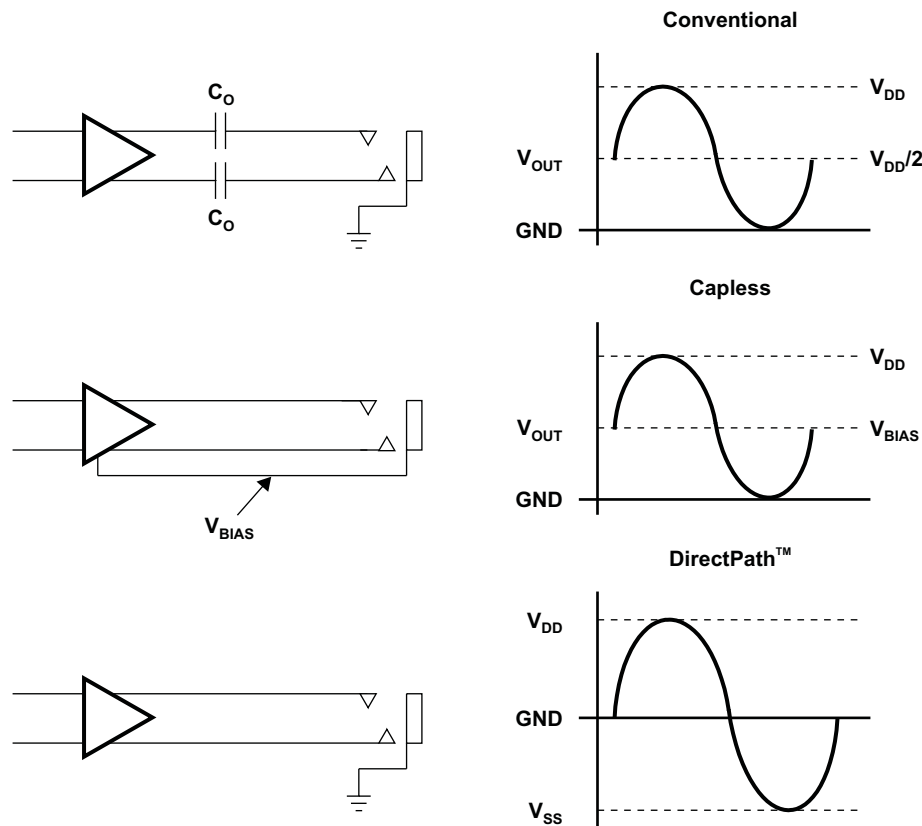 Conventional
C_O
C_O
V_DD
V_OUT
V_DD/2
GND
Capless
V_DD
V_OUT
V_BIAS
GND
V_BIAS
DirectPath™
V_DD
GND
V_SS